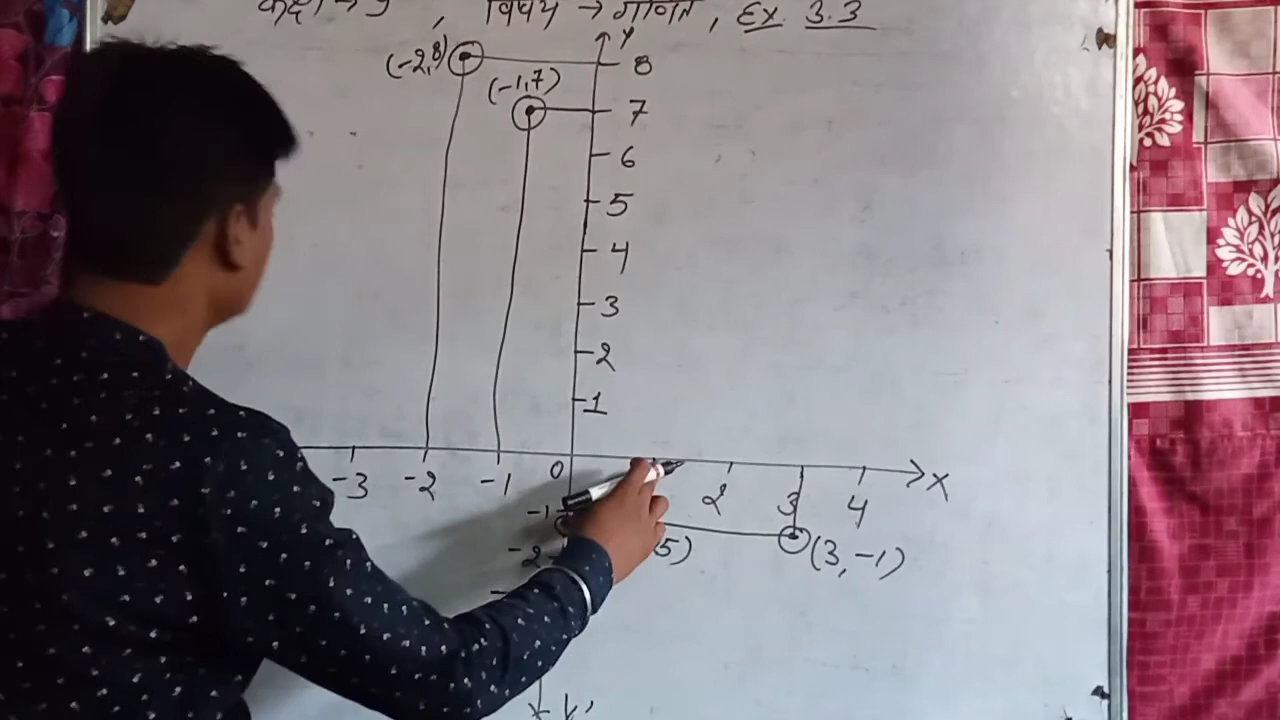 कक्षा → 9 , विषय → गणित, Ex. 3.3
Y
(-2,8) 8
(-1,7) 7
6
5
4
3
2
1
-3 -2 -1 0 2 3 4 X
-1
5) (3, -1)
-2
Y'